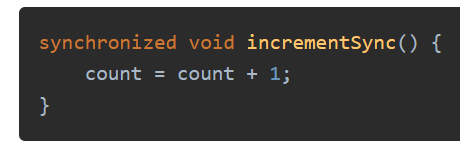 synchronized void incrementSync() {
    count = count + 1;
}